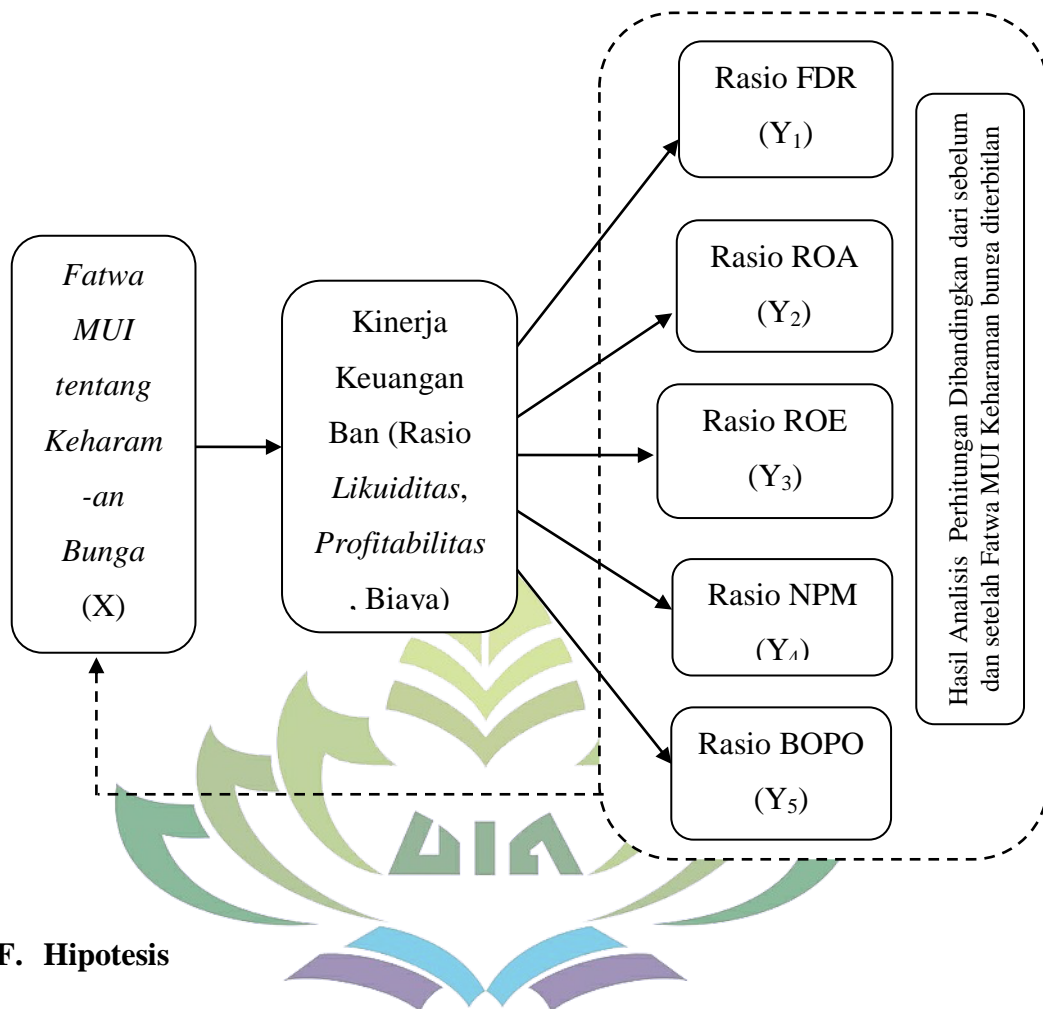 Fatwa
MUI
tentang
Keharam
-an
Bunga
(X)
Kinerja
Keuangan
Ban (Rasio
Likuiditas,
Profitabilitas
, Biaya)
Rasio FDR
(Y₁)
Rasio ROA
(Y₂)
Rasio ROE
(Y₃)
Rasio NPM
(Y₄)
Rasio BOPO
(Y₅)
Hasil Analisis Perhitungan Dibandingkan dari sebelum
dan setelah Fatwa MUI Keharaman bunga diterbitlan
UIN
F. Hipotesis